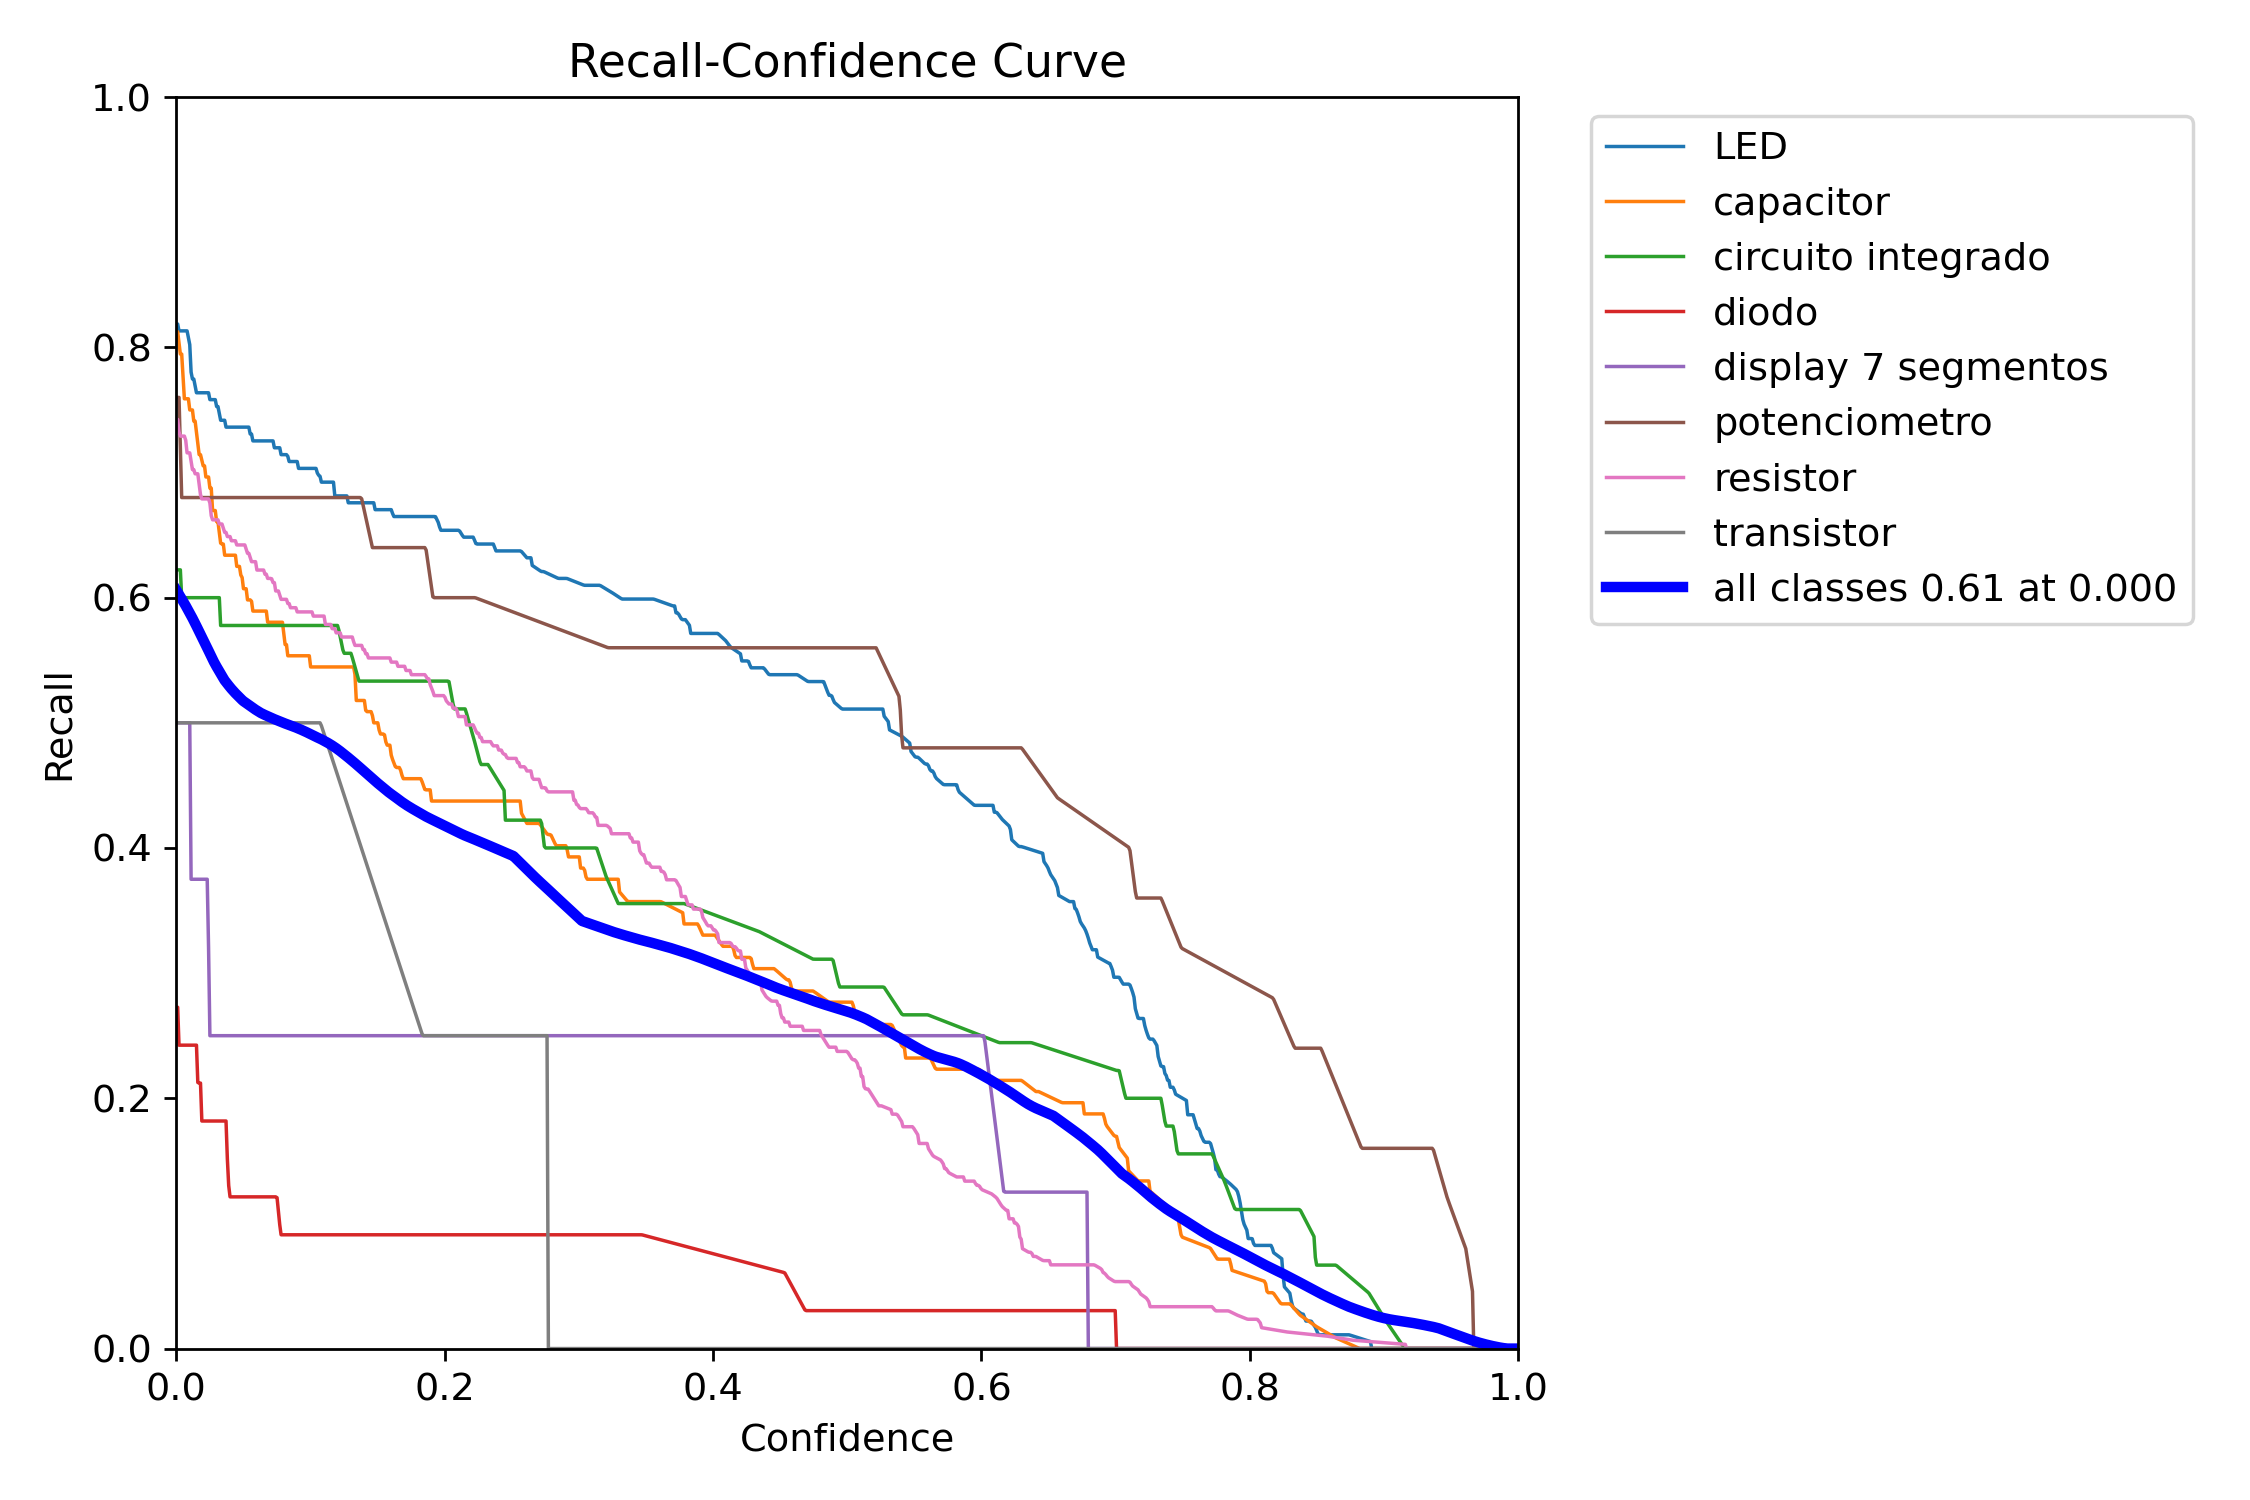 Recall-Confidence Curve
1.0
0.8
0.6
0.4
0.2
0.0
Recall
0.0 0.2 0.4 0.6 0.8 1.0
Confidence
LED
capacitor
circuito integrado
diodo
display 7 segmentos
potenciometro
resistor
transistor
all classes 0.61 at 0.000